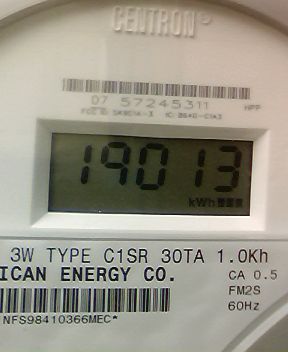 CENTRON®
07 57245311 HPP
19013
kWh
3W TYPE C1SR 30TA 1.0Kh
ICAN ENERGY CO. CA 0.5
FM2S
60Hz
NFS98410366MEC*